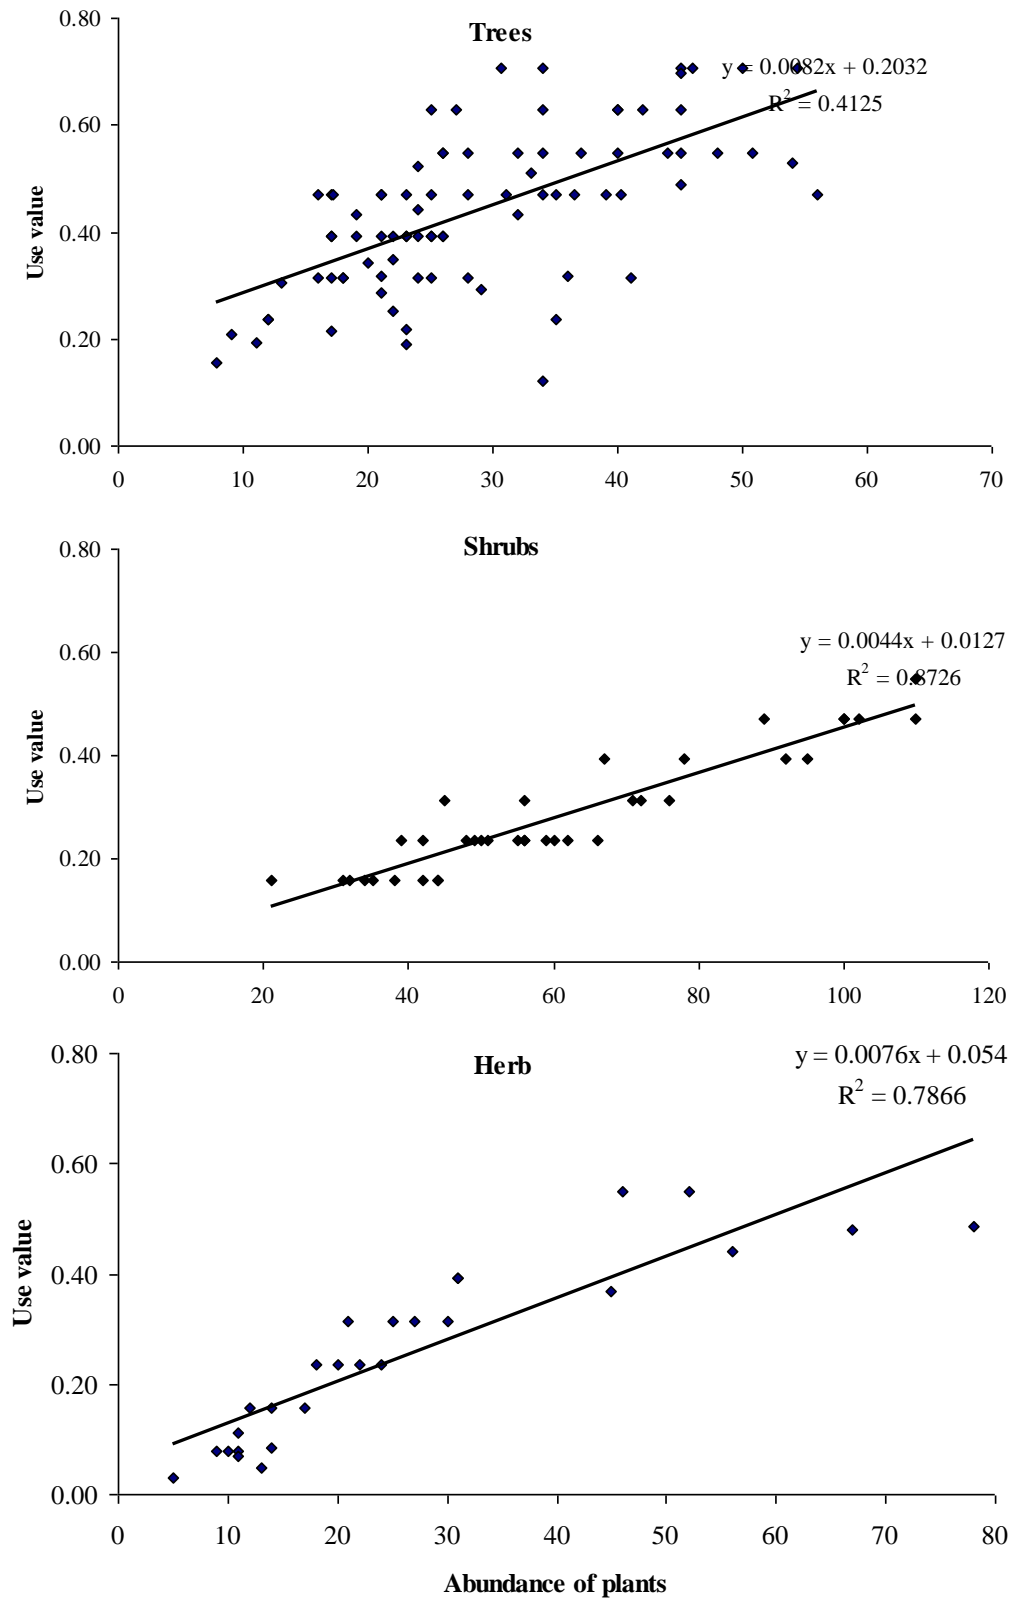 Trees
y = 0.0082x + 0.2032
R² = 0.4125
0.80
0.60
0.40
0.20
0.00
Use value
0 10 20 30 40 50 60 70
Shrubs
y = 0.0044x + 0.0127
R² = 0.8726
0.80
0.60
0.40
0.20
0.00
Use value
0 20 40 60 80 100 120
Herb
y = 0.0076x + 0.054
R² = 0.7866
0.80
0.60
0.40
0.20
0.00
Use value
0 10 20 30 40 50 60 70 80
Abundance of plants